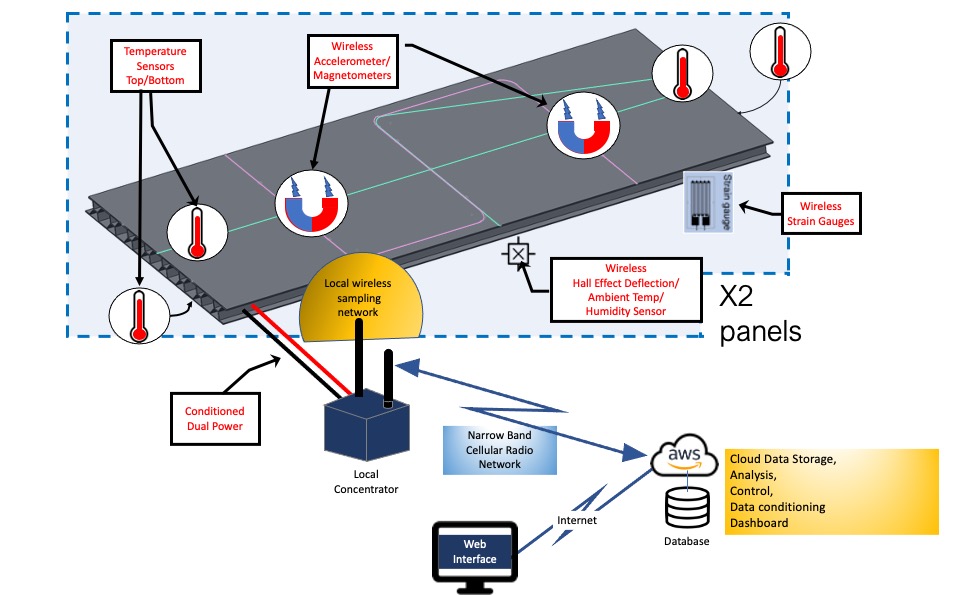 Temperature
Sensors
Top/Bottom
Wireless
Accelerometer/
Magnetometers
Strain gauge
Wireless
Strain Gauges
Wireless
Hall Effect Deflection/
Ambient Temp/
Humidity Sensor
X2
panels
Local wireless
sampling
network
Conditioned
Dual Power
Local
Concentrator
Narrow Band
Cellular Radio
Network
aws
Cloud Data Storage,
Analysis,
Control,
Data conditioning
Dashboard
Database
Internet
Web
Interface